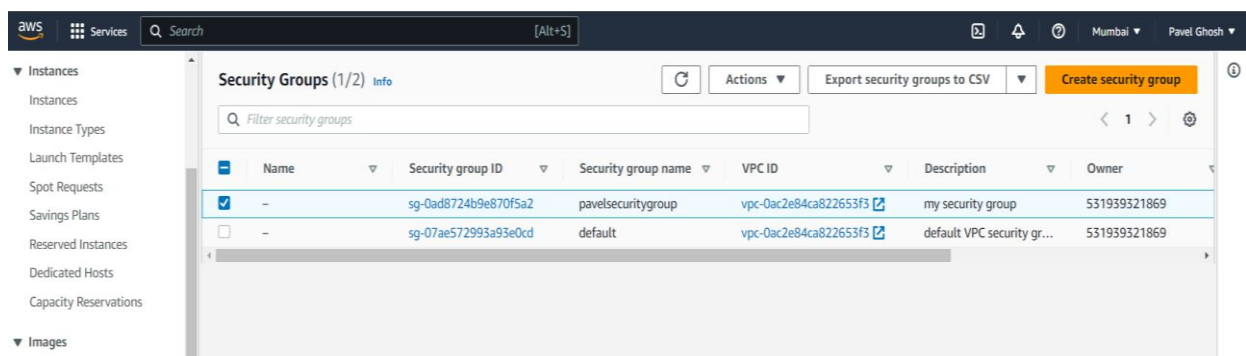 aws Services Search [Alt+S] Mumbai ▼ Pavel Ghosh ▼
▼ Instances
Instances
Instance Types
Launch Templates
Spot Requests
Savings Plans
Reserved Instances
Dedicated Hosts
Capacity Reservations
▼ Images
Security Groups (1/2) Info Actions ▼ Export security groups to CSV ▼ Create security group
Filter security groups 1
Name Security group ID Security group name VPC ID Description Owner
– sg-0ad8724b9e870f5a2 pavelsecuritygroup vpc-0ac2e84ca822653f3 my security group 531939321869
– sg-07ae572993a93e0cd default vpc-0ac2e84ca822653f3 default VPC security gr... 531939321869